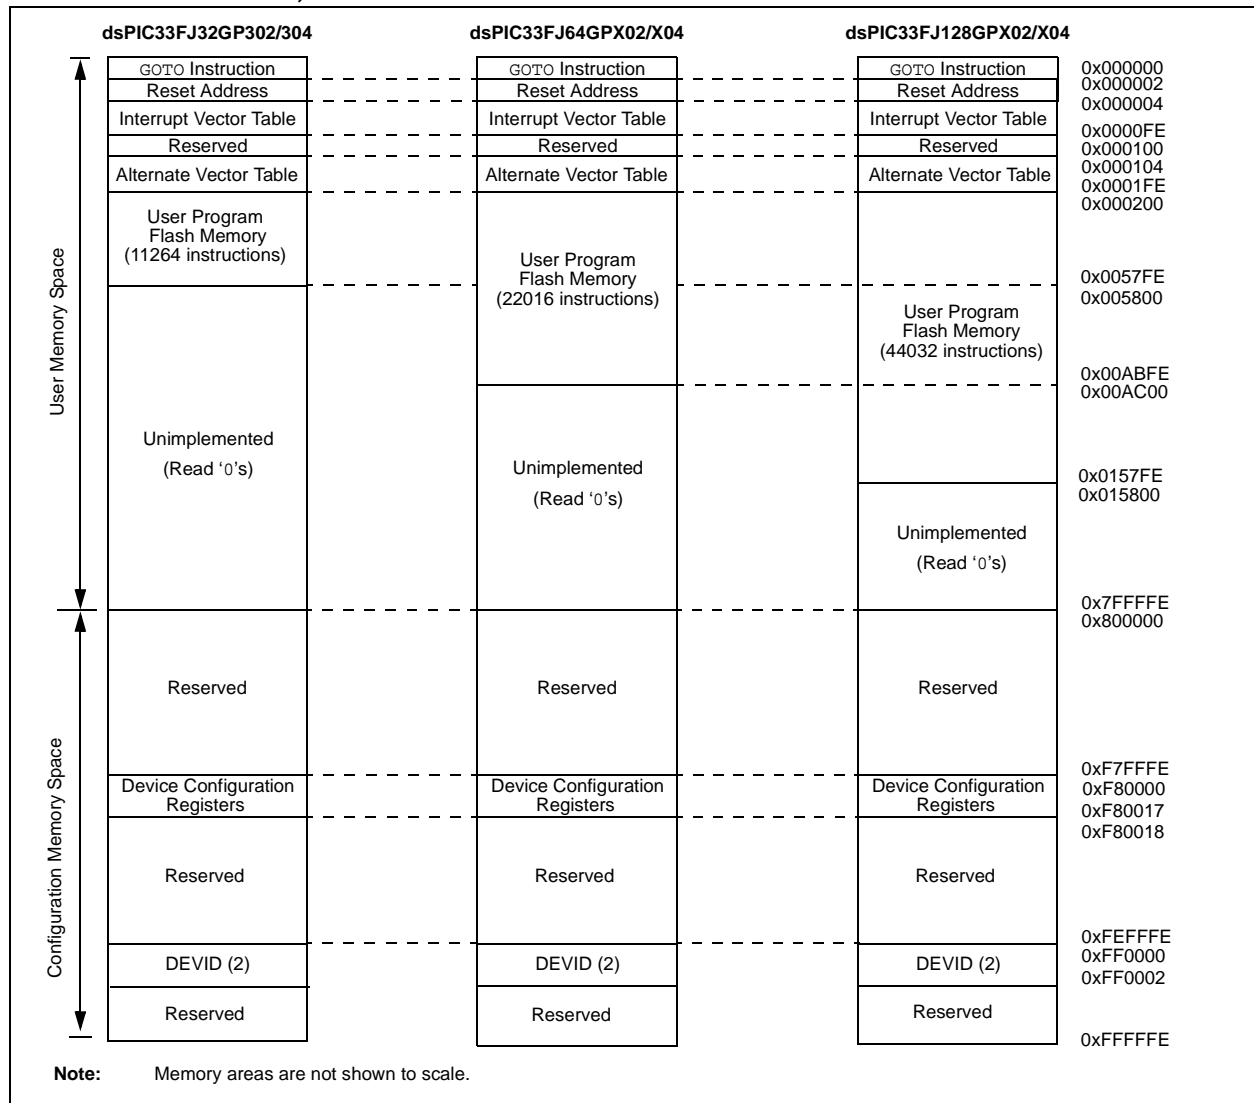 dsPIC33FJ32GP302/304
dsPIC33FJ64GPX02/X04
dsPIC33FJ128GPX02/X04
User Memory Space
Configuration Memory Space
GOTO Instruction
Reset Address
Interrupt Vector Table
Reserved
Alternate Vector Table
User Program
Flash Memory
(11264 instructions)
Unimplemented
(Read ‘0’s)
Reserved
Device Configuration
Registers
Reserved
DEVID (2)
Reserved
GOTO Instruction
Reset Address
Interrupt Vector Table
Reserved
Alternate Vector Table
User Program
Flash Memory
(22016 instructions)
Unimplemented
(Read ‘0’s)
Reserved
Device Configuration
Registers
Reserved
DEVID (2)
Reserved
GOTO Instruction
Reset Address
Interrupt Vector Table
Reserved
Alternate Vector Table
User Program
Flash Memory
(44032 instructions)
Unimplemented
(Read ‘0’s)
Reserved
Device Configuration
Registers
Reserved
DEVID (2)
Reserved
0x000000
0x000002
0x000004
0x0000FE
0x000100
0x000104
0x0001FE
0x000200
0x0057FE
0x005800
0x00ABFE
0x00AC00
0x0157FE
0x015800
0x7FFFFE
0x800000
0xF7FFFE
0xF80000
0xF80017
0xF80018
0xFEFFFE
0xFF0000
0xFF0002
0xFFFFFE
Note: Memory areas are not shown to scale.